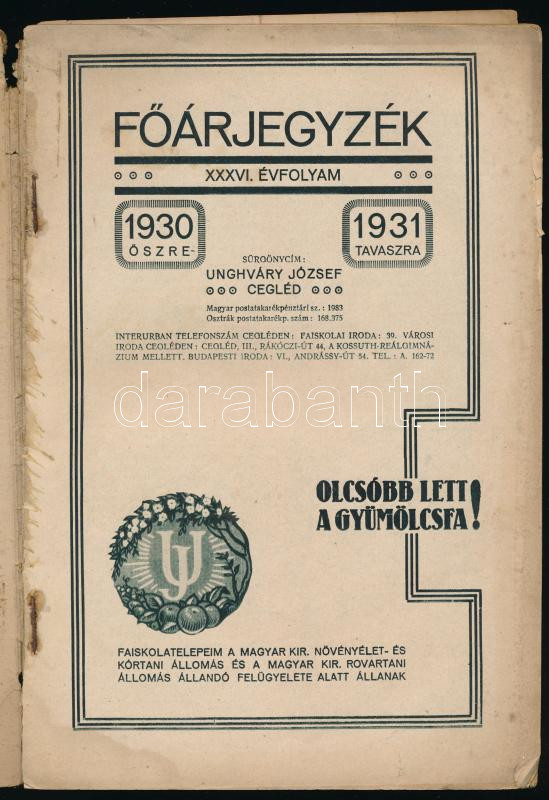 FŐÁRJEGYZÉK
XXXVI. ÉVFOLYAM
1930
ŐSZRE-
1931
TAVASZRA
SÜRGÖNYCÍM:
UNGHVÁRY JÓZSEF
CEGLÉD
Magyar postatakarékpénztári sz.: 1983
Osztrák postatakarékp. szám: 168.375
INTERURBAN TELEFONSZÁM CEGLÉDEN: FAISKOLAI IRODA: 39. VÁROSI
IRODA CEGLÉDEN: CEGLÉD, III., RÁKÓCZI-ÚT 44, A KOSSUTH-REÁLGIMNÁ-
ZIUM MELLETT. BUDAPESTI IRODA: VI., ANDRÁSSY-ÚT 54. TEL.: A. 162-72
darabanth
OLCSÓBB LETT
A GYÜMÖLCSFA!
UJ
FAISKOLATELEPEIM A MAGYAR KIR. NÖVÉNYÉLET- ÉS
KÓRTANI ÁLLOMÁS ÉS A MAGYAR KIR. ROVARTANI
ÁLLOMÁS ÁLLANDÓ FELÜGYELETE ALATT ÁLLANAK